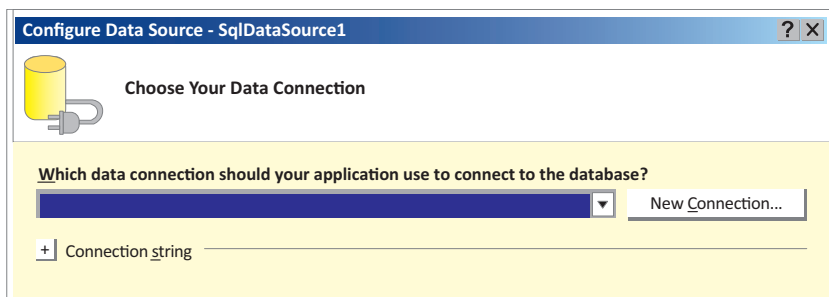 Configure Data Source - SqlDataSource1
? X
Choose Your Data Connection
Which data connection should your application use to connect to the database?
New Connection...
+ Connection string